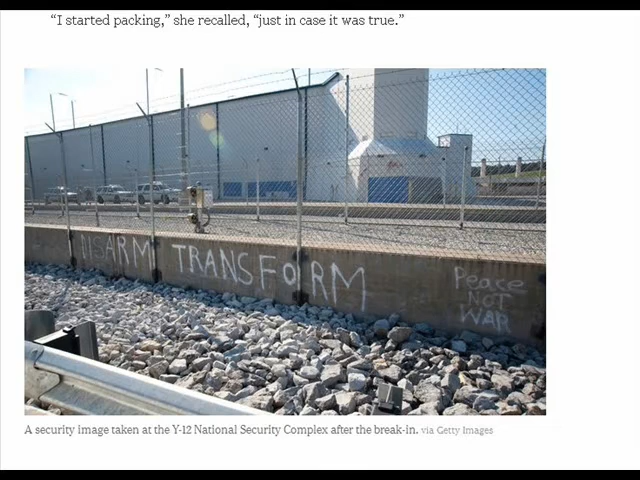 “I started packing,” she recalled, “just in case it was true.”
DISARM TRANSFORM
Peace
NOT
WAR
A security image taken at the Y-12 National Security Complex after the break-in. via Getty Images